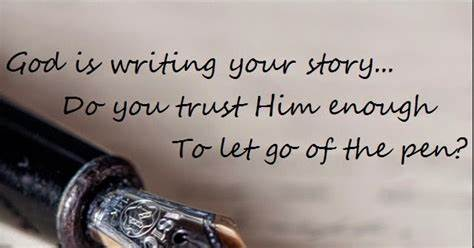 God is writing your story...
Do you trust Him enough
To let go of the pen?